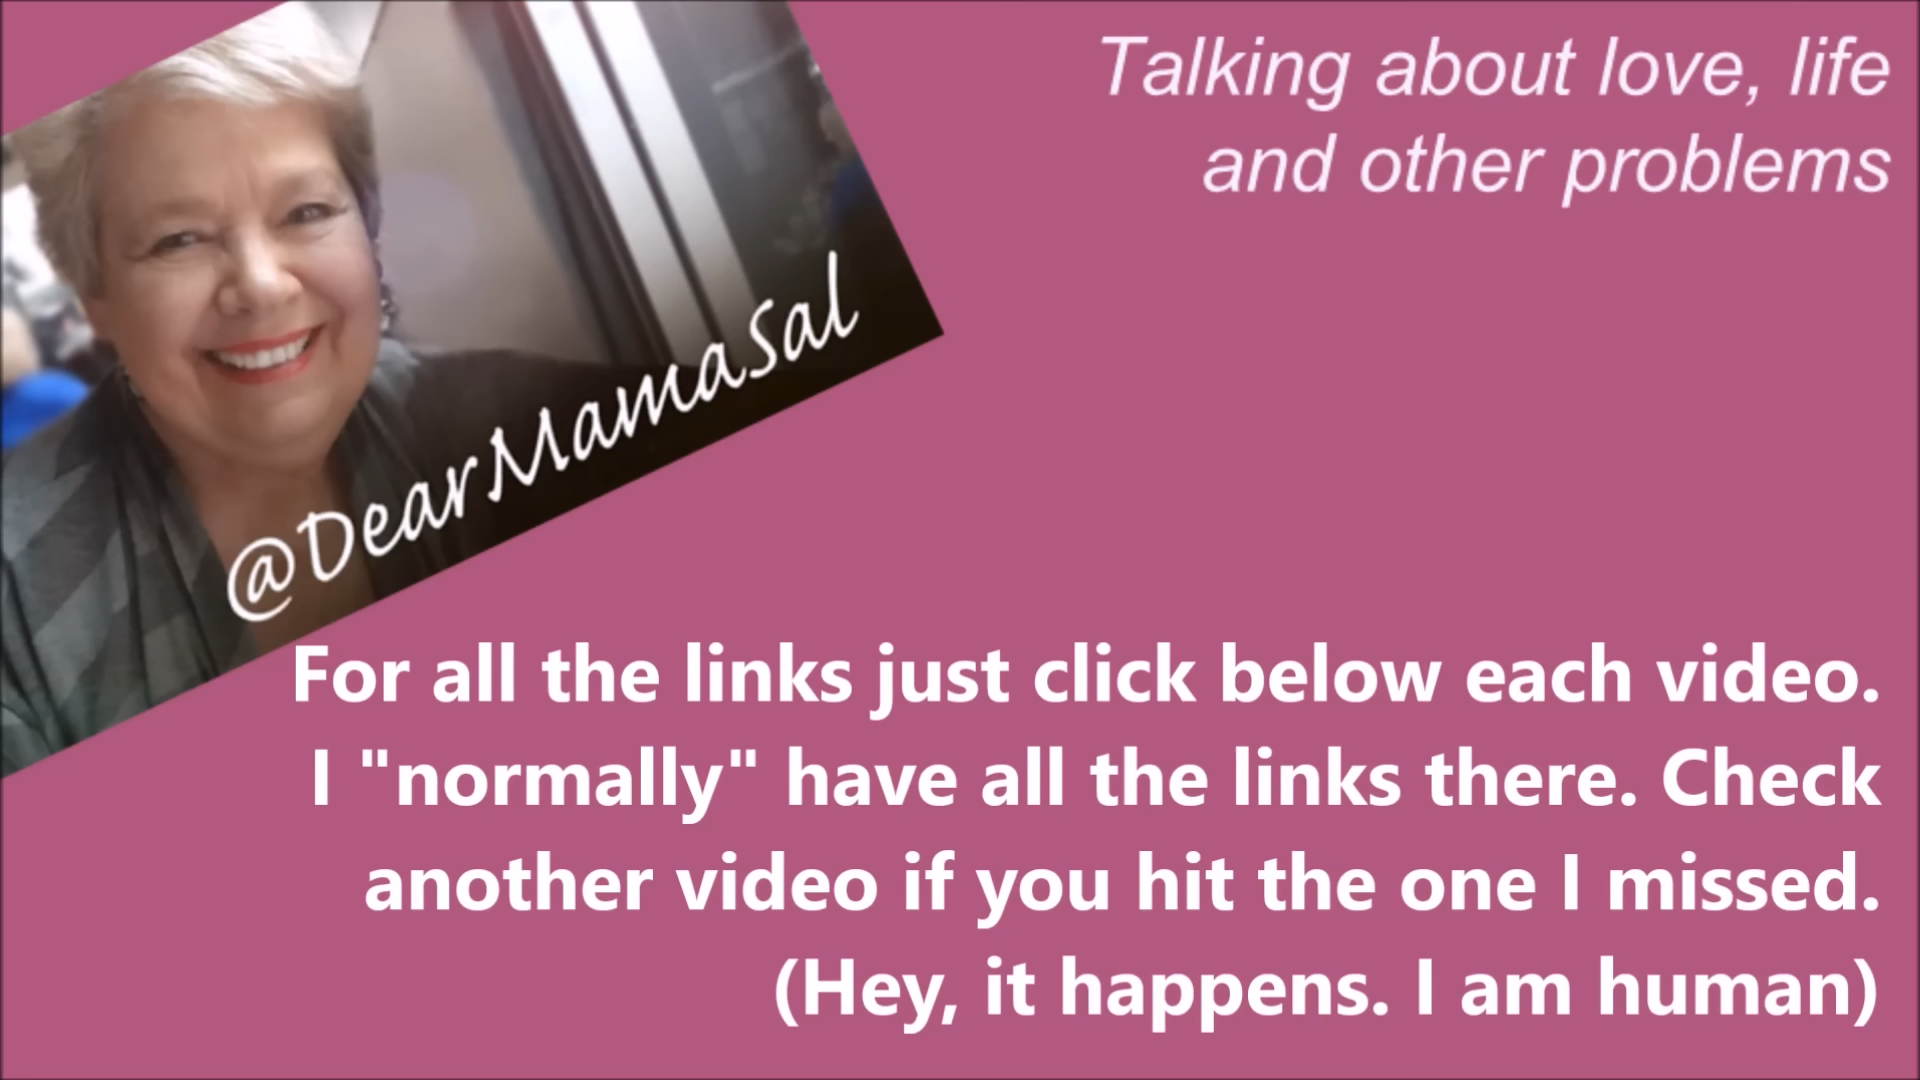 Talking about love, life
and other problems
@DearMamaSal
For all the links just click below each video.
I "normally" have all the links there. Check
another video if you hit the one I missed.
(Hey, it happens. I am human)